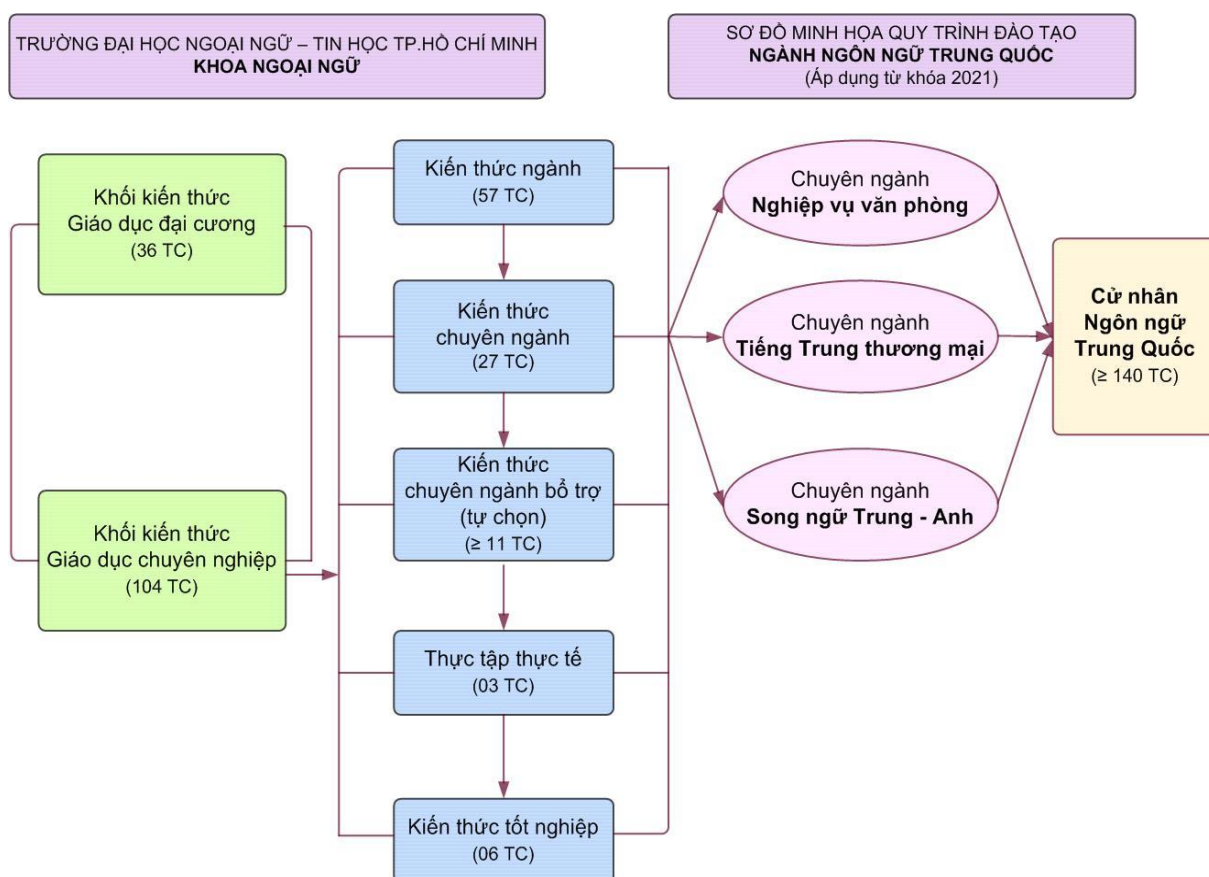 TRƯỜNG ĐẠI HỌC NGOẠI NGỮ – TIN HỌC TP.HỒ CHÍ MINH
KHOA NGOẠI NGỮ
SƠ ĐỒ MINH HỌA QUY TRÌNH ĐÀO TẠO
NGÀNH NGÔN NGỮ TRUNG QUỐC
(Áp dụng từ khóa 2021)
Khối kiến thức
Giáo dục đại cương
(36 TC)
Khối kiến thức
Giáo dục chuyên nghiệp
(104 TC)
Kiến thức ngành
(57 TC)
Kiến thức
chuyên ngành
(27 TC)
Kiến thức
chuyên ngành bổ trợ
(tự chọn)
(≥ 11 TC)
Thực tập thực tế
(03 TC)
Kiến thức tốt nghiệp
(06 TC)
Chuyên ngành
Nghiệp vụ văn phòng
Chuyên ngành
Tiếng Trung thương mại
Chuyên ngành
Song ngữ Trung - Anh
Cử nhân
Ngôn ngữ
Trung Quốc
(≥ 140 TC)